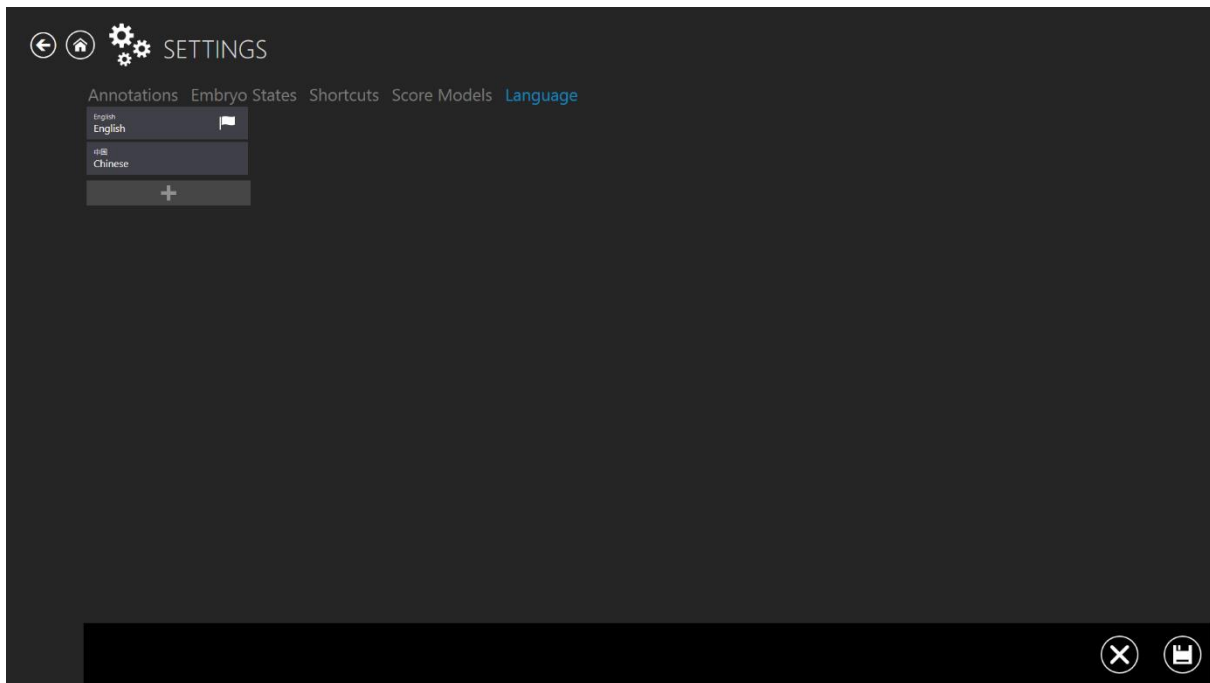 SETTINGS
Annotations Embryo States Shortcuts Score Models Language
English
English
中国
Chinese